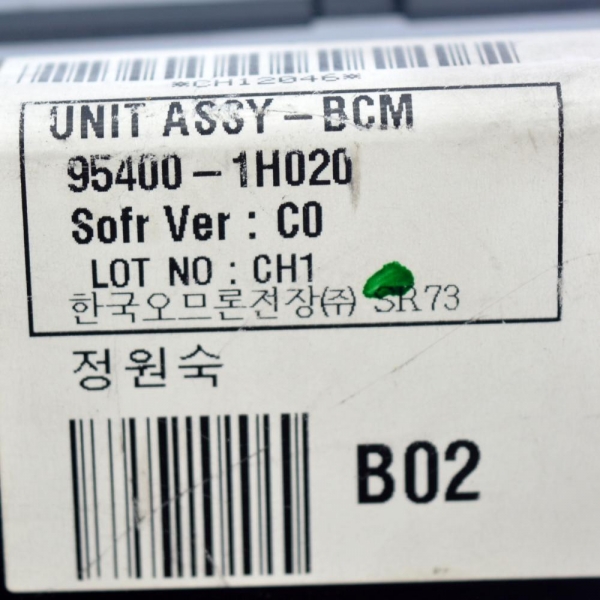 *CH12046*
UNIT ASSY-BCM
95400-1H020
Sofr Ver : C0
LOT NO : CH1
한국오므론전장(주) SR73
정원숙
B02